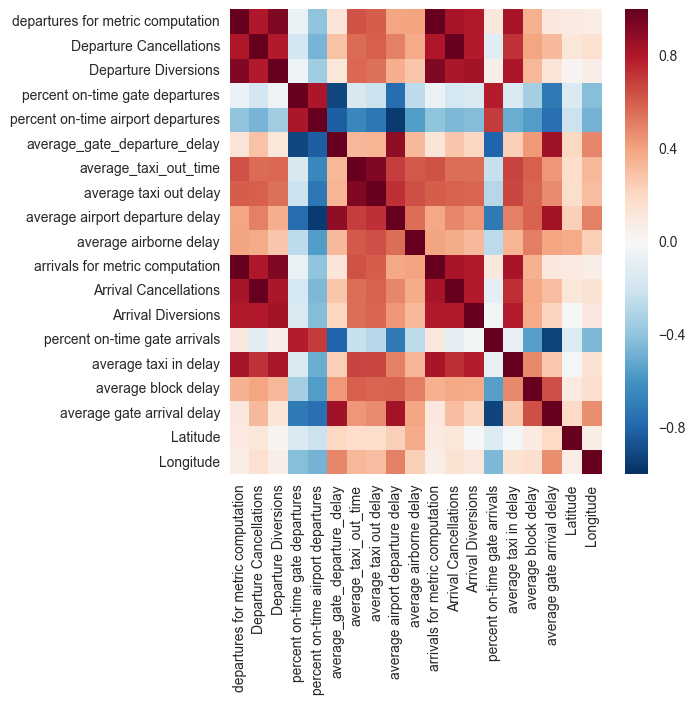 departures for metric computation
Departure Cancellations
Departure Diversions
percent on-time gate departures
percent on-time airport departures
average_gate_departure_delay
average_taxi_out_time
average taxi out delay
average airport departure delay
average airborne delay
arrivals for metric computation
Arrival Cancellations
Arrival Diversions
percent on-time gate arrivals
average taxi in delay
average block delay
average gate arrival delay
Latitude
Longitude
0.8
0.4
0.0
−0.4
−0.8
departures for metric computation
Departure Cancellations
Departure Diversions
percent on-time gate departures
percent on-time airport departures
average_gate_departure_delay
average_taxi_out_time
average taxi out delay
average airport departure delay
average airborne delay
arrivals for metric computation
Arrival Cancellations
Arrival Diversions
percent on-time gate arrivals
average taxi in delay
average block delay
average gate arrival delay
Latitude
Longitude